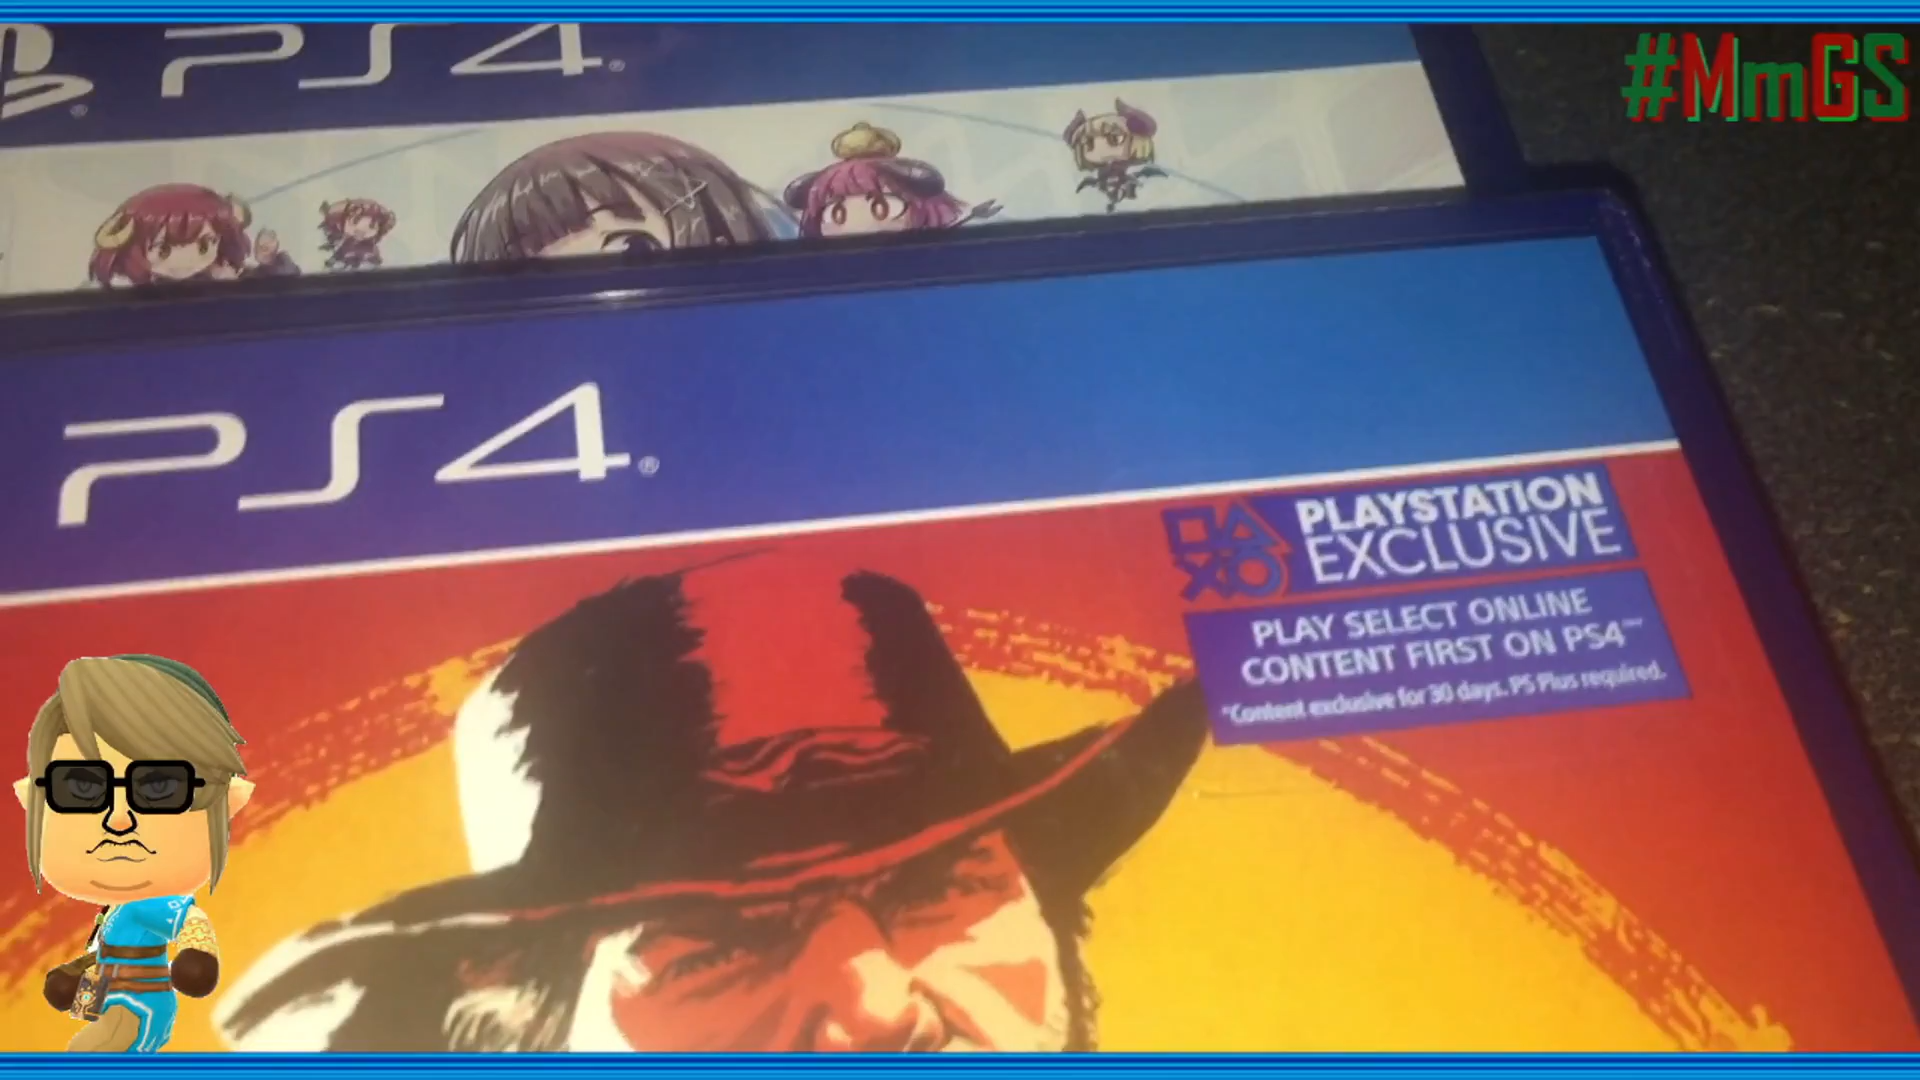 PS4®
#MmGS
PS4®
PLAYSTATION
EXCLUSIVE
PLAY SELECT ONLINE
CONTENT FIRST ON PS4™
*Content exclusive for 30 days. PS Plus required.